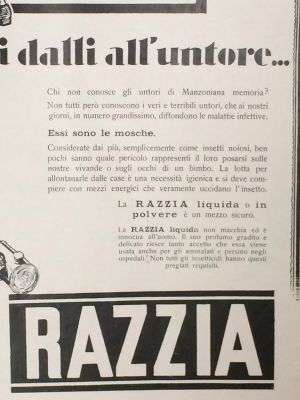 i dalli all'untore...
Chi non conosce gli untori di Manzoniana memoria?
Non tutti però conoscono i veri e terribili untori, che ai nostri
giorni, in numero grandissimo, diffondono le malattie infettive.
Essi sono le mosche.
Considerate dai più, semplicemente come insetti noiosi, ben
pochi sanno quale pericolo rappresenti il loro posarsi sulle
nostre vivande o sugli occhi di un bimbo. La lotta per
allontanarle dalle case è una necessità igienica e si deve com-
piere con mezzi energici che veramente uccidano l'insetto.
La RAZZIA liquida o in
polvere è un mezzo sicuro.
La RAZZIA liquida non macchia ed è
innocua all'uomo. Il suo profumo gradito e
delicato riesce tanto accetto che essa viene
usata anche per gli ammalati e persino negli
ospedali. Non tutti gli insetticidi hanno questi
pregiati requisiti.
RAZZIA